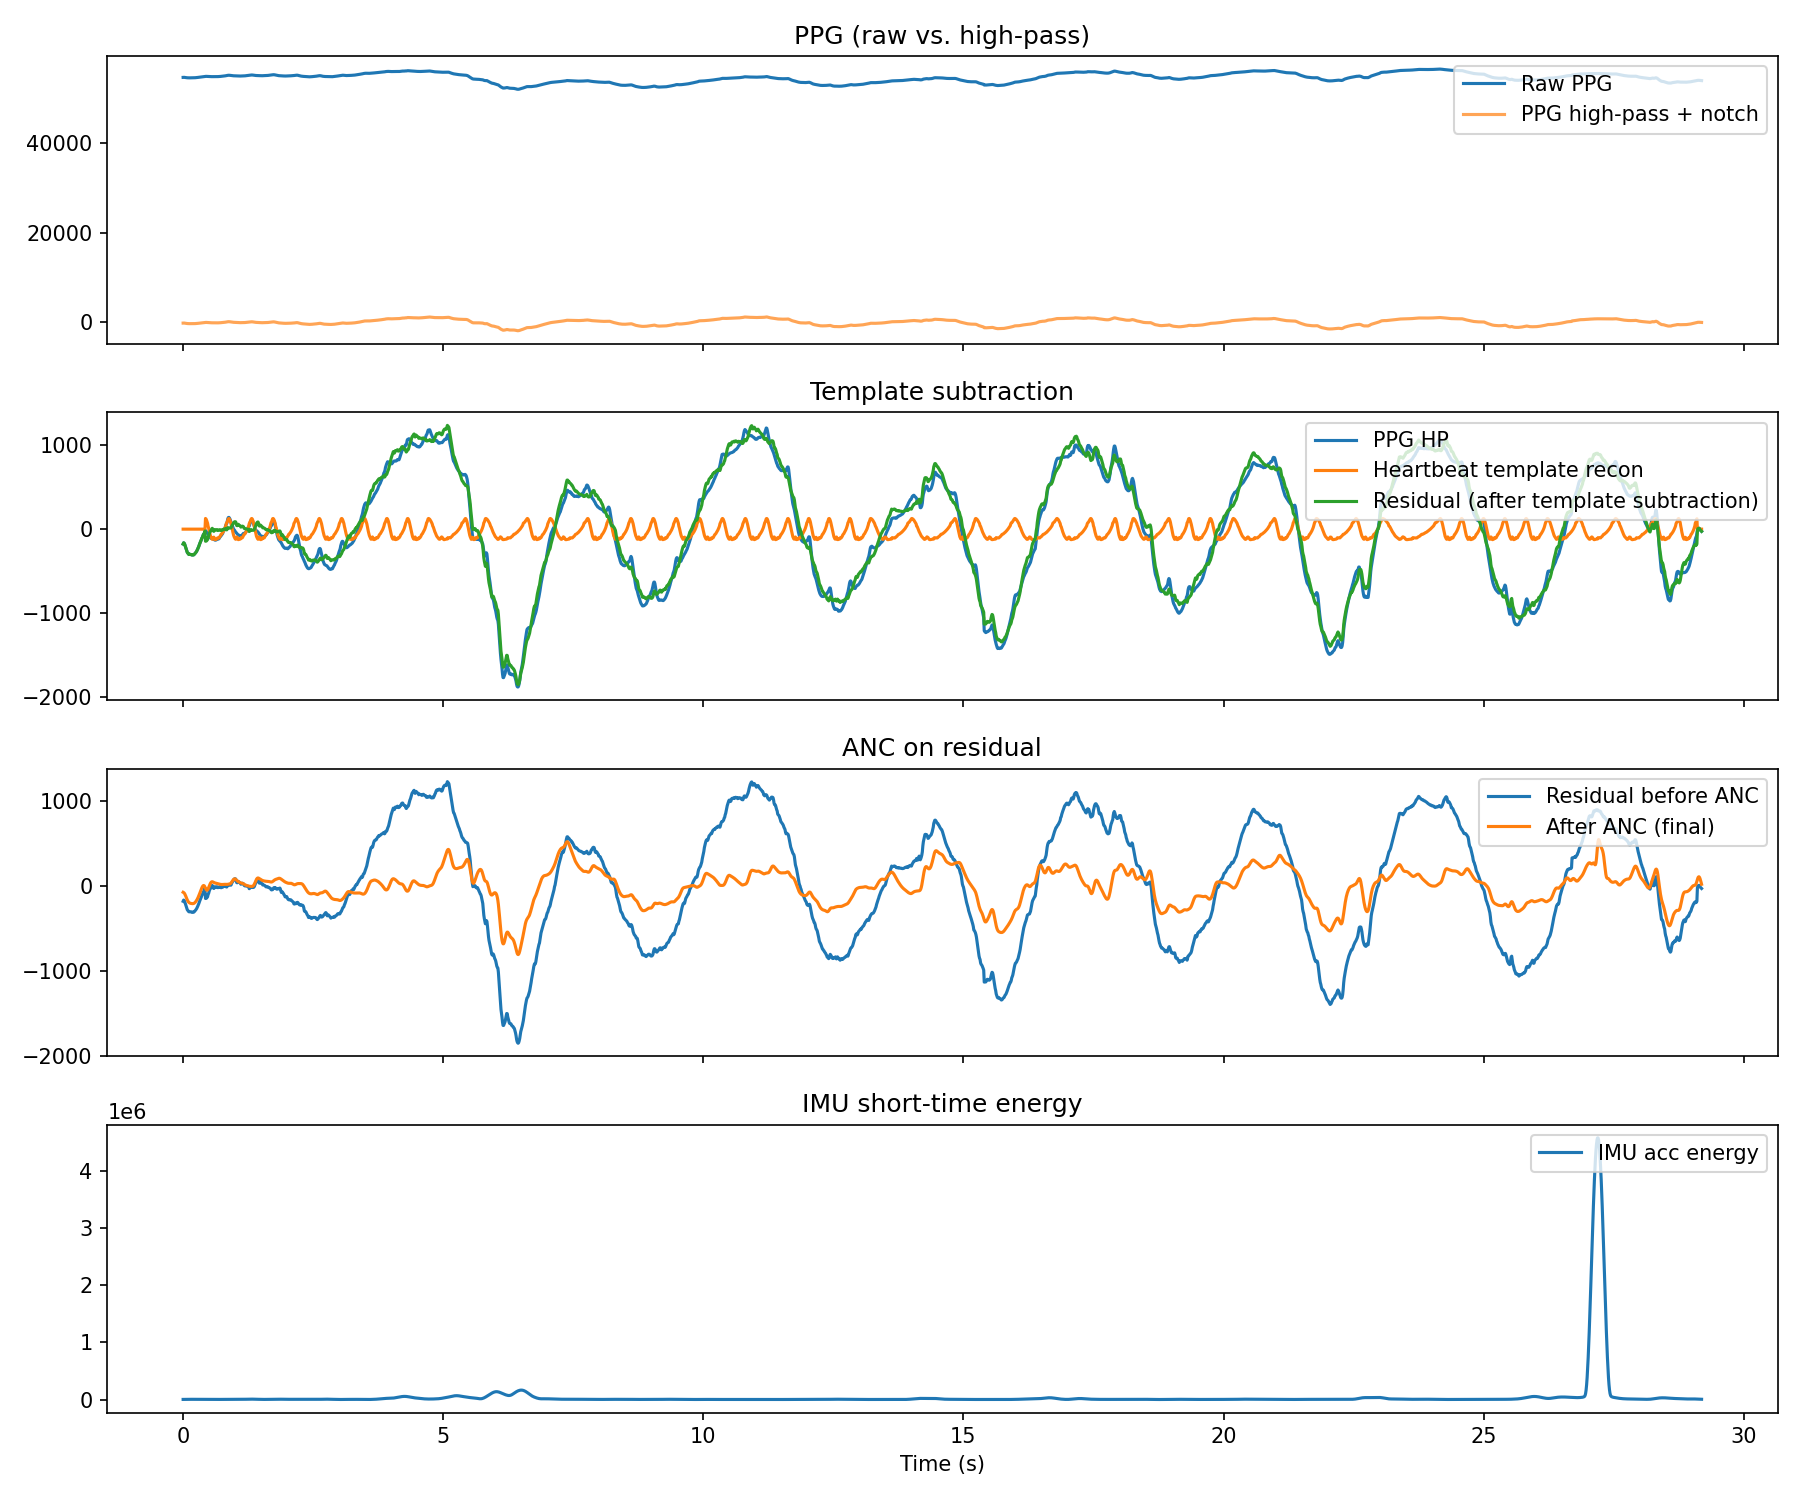 PPG (raw vs. high-pass)
Raw PPG
PPG high-pass + notch
40000
20000
0
Template subtraction
PPG HP
Heartbeat template recon
Residual (after template subtraction)
1000
0
−1000
−2000
ANC on residual
Residual before ANC
After ANC (final)
1000
0
−1000
−2000
IMU short-time energy
1e6
IMU acc energy
4
3
2
1
0
0 5 10 15 20 25 30
Time (s)